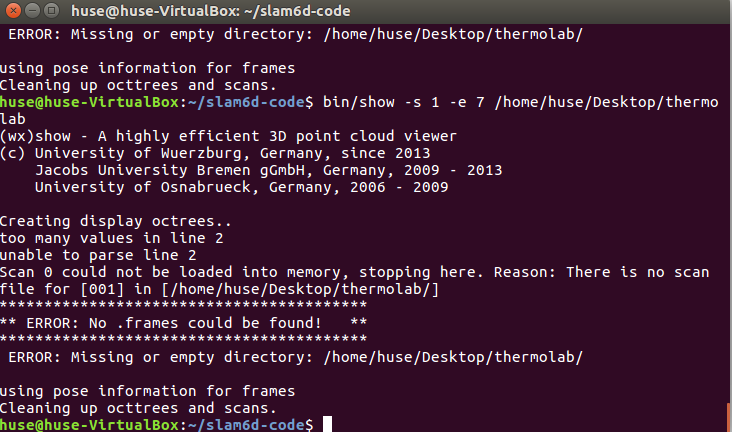 huse@huse-VirtualBox: ~/slam6d-code
ERROR: Missing or empty directory: /home/huse/Desktop/thermolab/
using pose information for frames
Cleaning up octtrees and scans.
huse@huse-VirtualBox:~/slam6d-code$ bin/show -s 1 -e 7 /home/huse/Desktop/thermo
lab
(wx)show - A highly efficient 3D point cloud viewer
(c) University of Wuerzburg, Germany, since 2013
Jacobs University Bremen gGmbH, Germany, 2009 - 2013
University of Osnabrueck, Germany, 2006 - 2009
Creating display octrees..
too many values in line 2
unable to parse line 2
Scan 0 could not be loaded into memory, stopping here. Reason: There is no scan
file for [001] in [/home/huse/Desktop/thermolab/]
*****************************************
** ERROR: No .frames could be found!   **
*****************************************
ERROR: Missing or empty directory: /home/huse/Desktop/thermolab/
using pose information for frames
Cleaning up octtrees and scans.
huse@huse-VirtualBox:~/slam6d-code$